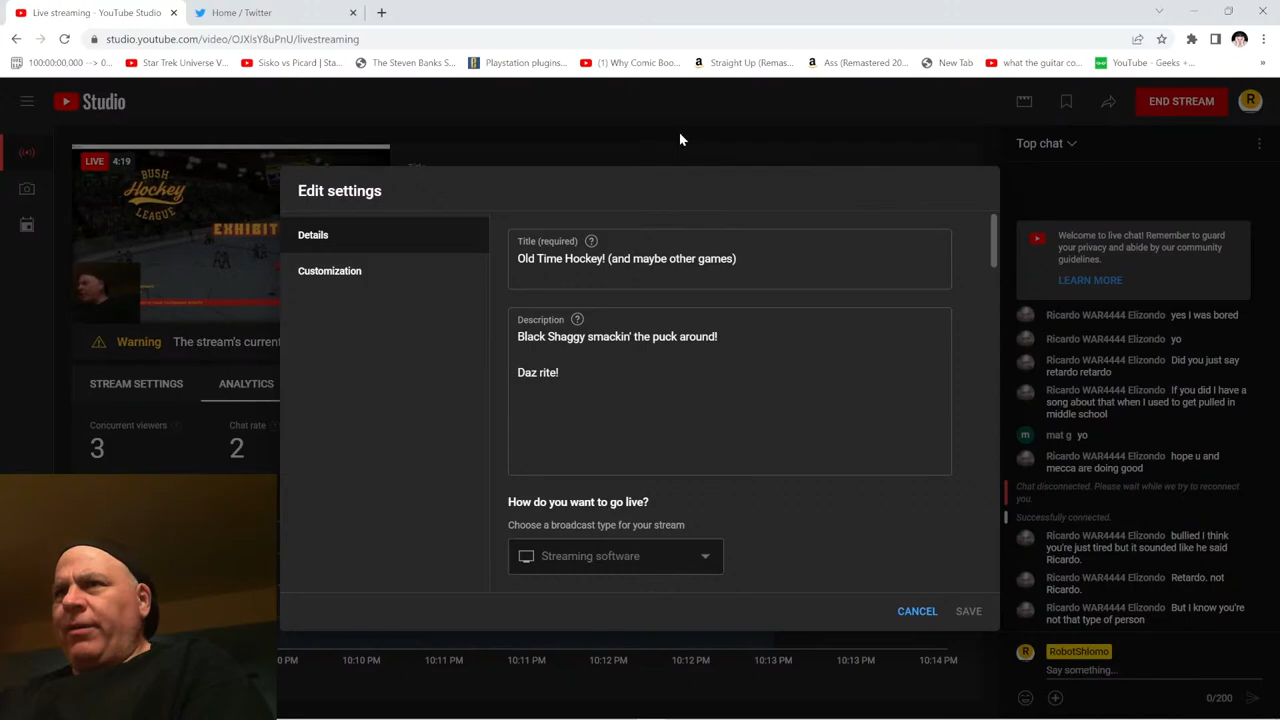 Live streaming - YouTube Studio
Home / Twitter
studio.youtube.com/video/OJXlsY8uPnU/livestreaming
100:00:00,000 --> 0...
Star Trek Universe V...
Sisko vs Picard | Sta...
The Steven Banks S...
Playstation plugins...
(1) Why Comic Boo...
Straight Up (Remas...
Ass (Remastered 20...
New Tab
what the guitar co...
YouTube - Geeks +...
Studio
END STREAM
R
LIVE 4:19
BUSH
HOCKEY
LEAGUE
EXHIBIT
Title
Warning The stream's current
STREAM SETTINGS
ANALYTICS
Concurrent viewers
3
Chat rate
2
Edit settings
Details
Customization
Title (required)
Old Time Hockey! (and maybe other games)
Description
Black Shaggy smackin' the puck around!
Daz rite!
How do you want to go live?
Choose a broadcast type for your stream
Streaming software
CANCEL
SAVE
0 PM
10:10 PM
10:11 PM
10:11 PM
10:12 PM
10:12 PM
10:13 PM
10:13 PM
10:14 PM
Top chat
Welcome to live chat! Remember to guard
your privacy and abide by our community
guidelines.
LEARN MORE
Ricardo WAR4444 Elizondo yes I was bored
Ricardo WAR4444 Elizondo yo
Ricardo WAR4444 Elizondo Did you just say
retardo retardo
Ricardo WAR4444 Elizondo If you did I have a
song about that when I used to get pulled in
middle school
m mat g yo
Ricardo WAR4444 Elizondo hope u and
mecca are doing good
Chat disconnected. Please wait while we try to reconnect
you.
Successfully connected.
Ricardo WAR4444 Elizondo bullied I think
you're just tired but it sounded like he said
Ricardo.
Ricardo WAR4444 Elizondo Retardo. not
Ricardo.
Ricardo WAR4444 Elizondo But I know you're
not that type of person
R RobotShlomo
Say something...
0/200